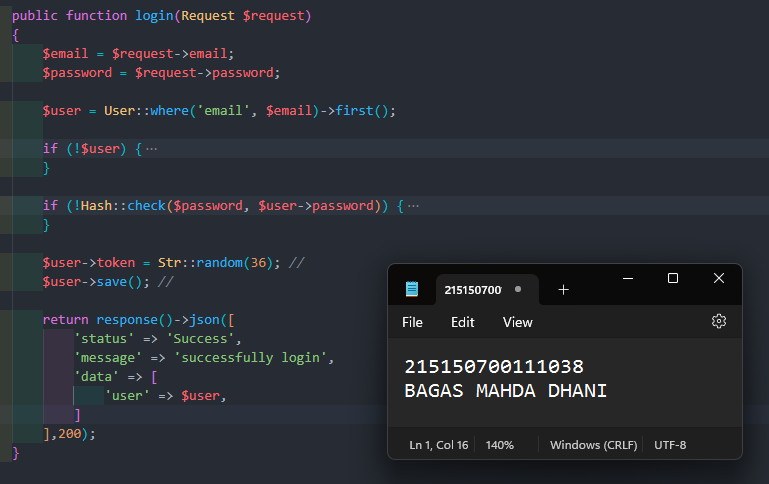 public function login(Request $request)
{
    $email = $request->email;
    $password = $request->password;

    $user = User::where('email', $email)->first();

    if (!$user) { ···
    }

    if (!Hash::check($password, $user->password)) { ···
    }

    $user->token = Str::random(36); //
    $user->save(); //

    return response()->json([
        'status' => 'Success',
        'message' => 'successfully login',
        'data' => [
            'user' => $user,
        ]
    ],200);
}
215150700
File Edit View
215150700111038
BAGAS MAHDA DHANI
Ln 1, Col 16 140% Windows (CRLF) UTF-8